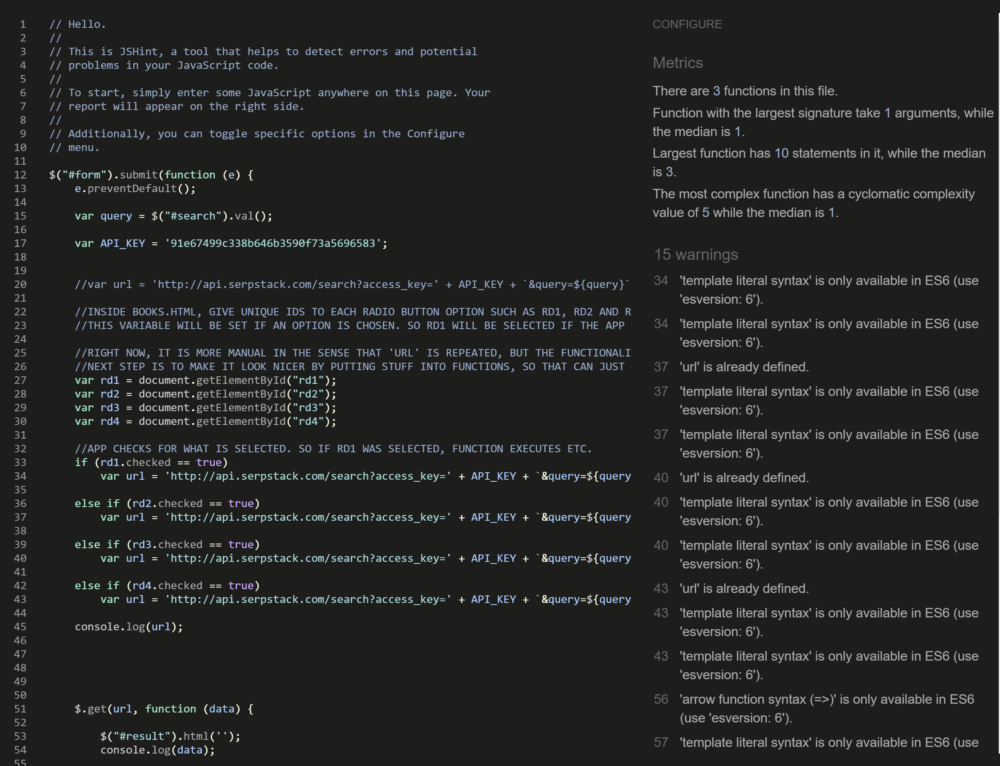 1 // Hello.
2 //
3 // This is JSHint, a tool that helps to detect errors and potential
4 // problems in your JavaScript code.
5 //
6 // To start, simply enter some JavaScript anywhere on this page. Your
7 // report will appear on the right side.
8 //
9 // Additionally, you can toggle specific options in the Configure
10 // menu.
11
12 $("#form").submit(function (e) {
13 e.preventDefault();
14
15 var query = $("#search").val();
16
17 var API_KEY = '91e67499c338b646b3590f73a5696583';
18
19
20 //var url = 'http://api.serpstack.com/search?access_key=' + API_KEY + `&query=${query}`
21
22 //INSIDE BOOKS.HTML, GIVE UNIQUE IDS TO EACH RADIO BUTTON OPTION SUCH AS RD1, RD2 AND
23 //THIS VARIABLE WILL BE SET IF AN OPTION IS CHOSEN. SO RD1 WILL BE SELECTED IF THE APP
24
25 //RIGHT NOW, IT IS MORE MANUAL IN THE SENSE THAT 'URL' IS REPEATED, BUT THE
26 //NEXT STEP IS TO MAKE IT LOOK NICER BY PUTTING STUFF INTO FUNCTIONS, SO THAT CAN JUST
27 var rd1 = document.getElementById("rd1");
28 var rd2 = document.getElementById("rd2");
29 var rd3 = document.getElementById("rd3");
30 var rd4 = document.getElementById("rd4");
31
32 //APP CHECKS FOR WHAT IS SELECTED. SO IF RD1 WAS SELECTED, FUNCTION EXECUTES ETC.
33 if (rd1.checked == true)
34 var url = 'http://api.serpstack.com/search?access_key=' + API_KEY + `&query=${query
35
36 else if (rd2.checked == true)
37 var url = 'http://api.serpstack.com/search?access_key=' + API_KEY + `&query=${query
38
39 else if (rd3.checked == true)
40 var url = 'http://api.serpstack.com/search?access_key=' + API_KEY + `&query=${query
41
42 else if (rd4.checked == true)
43 var url = 'http://api.serpstack.com/search?access_key=' + API_KEY + `&query=${query
44
45 console.log(url);
46
47
48
49
50
51 $.get(url, function (data) {
52
53 $("#result").html('');
54 console.log(data);
55
CONFIGURE
Metrics
There are 3 functions in this file.
Function with the largest signature take 1 arguments, while
the median is 1.
Largest function has 10 statements in it, while the median
is 3.
The most complex function has a cyclomatic complexity
value of 5 while the median is 1.
15 warnings
34 'template literal syntax' is only available in ES6 (use
'esversion: 6').
34 'template literal syntax' is only available in ES6 (use
'esversion: 6').
37 'url' is already defined.
37 'template literal syntax' is only available in ES6 (use
'esversion: 6').
37 'template literal syntax' is only available in ES6 (use
'esversion: 6').
40 'url' is already defined.
40 'template literal syntax' is only available in ES6 (use
'esversion: 6').
40 'template literal syntax' is only available in ES6 (use
'esversion: 6').
43 'url' is already defined.
43 'template literal syntax' is only available in ES6 (use
'esversion: 6').
43 'template literal syntax' is only available in ES6 (use
'esversion: 6').
56 'arrow function syntax (=>)' is only available in ES6
(use 'esversion: 6').
57 'template literal syntax' is only available in ES6 (use